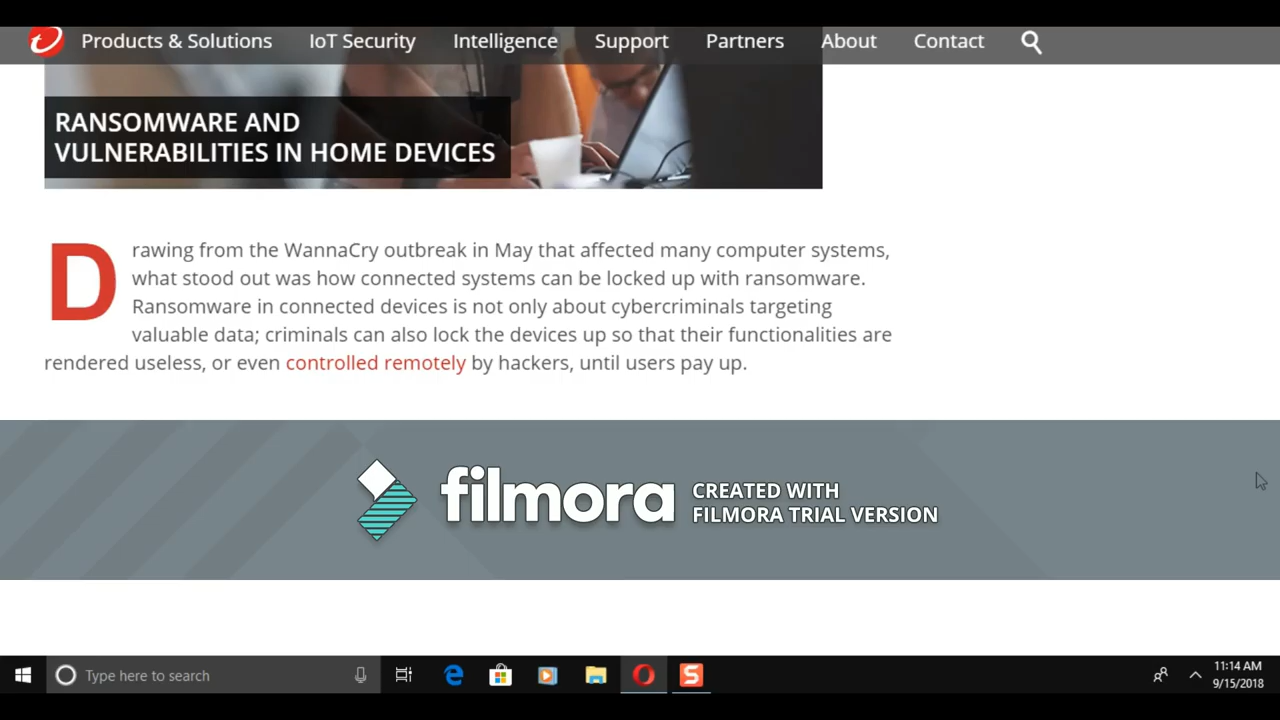 Products & Solutions IoT Security Intelligence Support Partners About Contact
RANSOMWARE AND
VULNERABILITIES IN HOME DEVICES
Drawing from the WannaCry outbreak in May that affected many computer systems,
what stood out was how connected systems can be locked up with ransomware.
Ransomware in connected devices is not only about cybercriminals targeting
valuable data; criminals can also lock the devices up so that their functionalities are
rendered useless, or even controlled remotely by hackers, until users pay up.
filmora CREATED WITH
FILMORA TRIAL VERSION
Type here to search
S
11:14 AM
9/15/2018